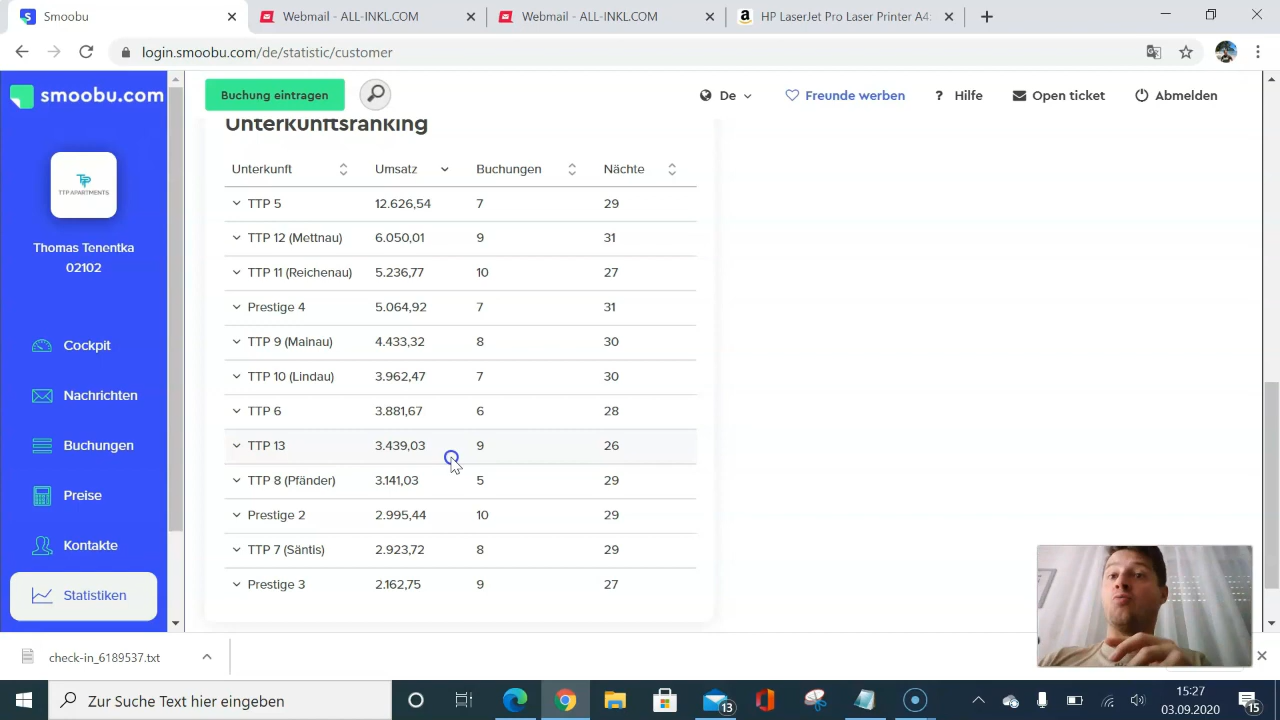 Smoobu
Webmail - ALL-INKL.COM
Webmail - ALL-INKL.COM
HP LaserJet Pro Laser Printer A4:
login.smoobu.com/de/statistic/customer
smoobu.com
Buchung eintragen
De
Freunde werben
? Hilfe
Open ticket
Abmelden
TTP APARTMENTS
Thomas Tenentka
02102
Cockpit
Nachrichten
Buchungen
Preise
Kontakte
Statistiken
Unterkunftsranking
Unterkunft Umsatz Buchungen Nächte
TTP 5 12.626,54 7 29
TTP 12 (Mettnau) 6.050,01 9 31
TTP 11 (Reichenau) 5.236,77 10 27
Prestige 4 5.064,92 7 31
TTP 9 (Mainau) 4.433,32 8 30
TTP 10 (Lindau) 3.962,47 7 30
TTP 6 3.881,67 6 28
TTP 13 3.439,03 9 26
TTP 8 (Pfänder) 3.141,03 5 29
Prestige 2 2.995,44 10 29
TTP 7 (Säntis) 2.923,72 8 29
Prestige 3 2.162,75 9 27
check-in_6189537.txt
Zur Suche Text hier eingeben
13
15:27
03.09.2020
15